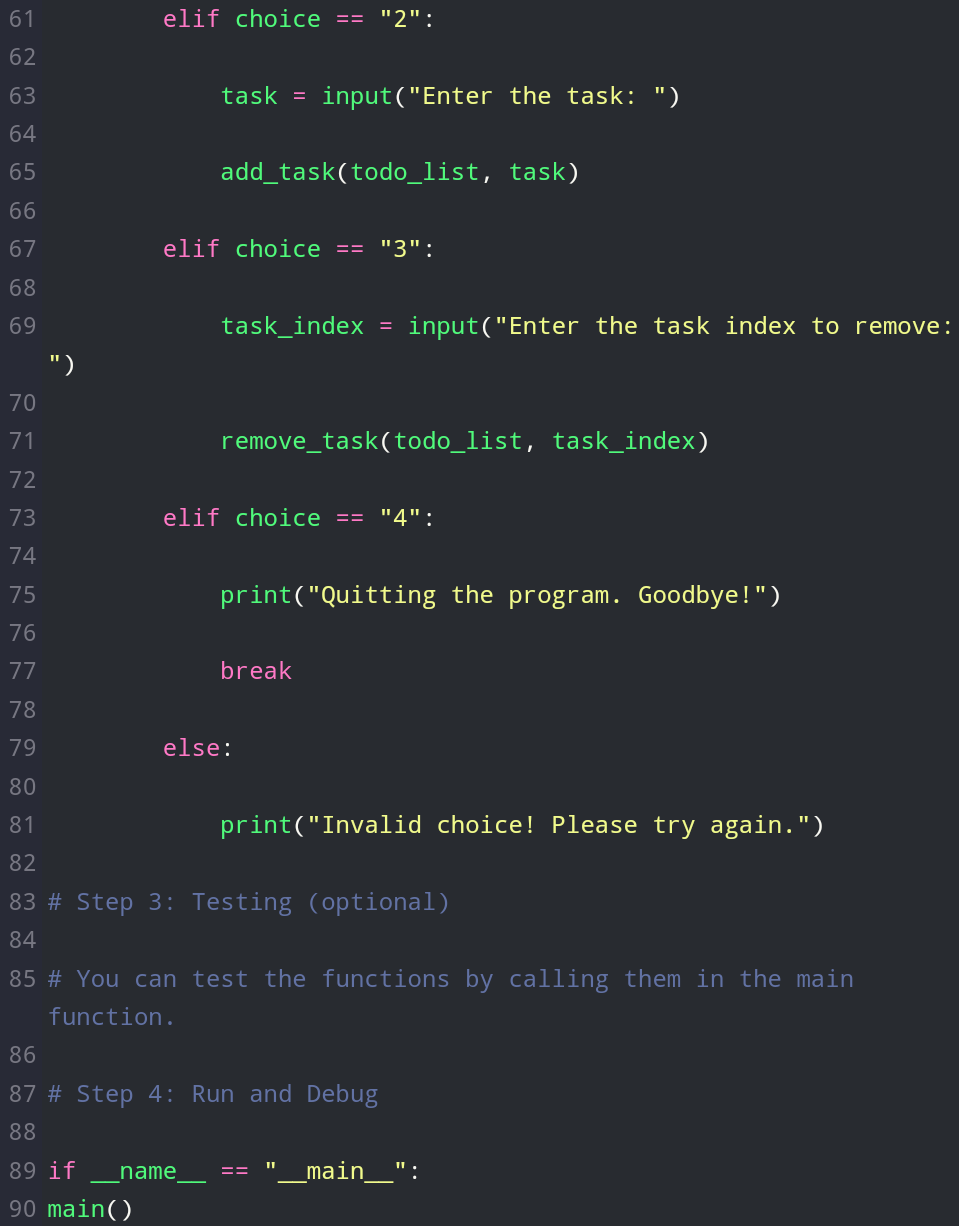 61         elif choice == "2":
62
63             task = input("Enter the task: ")
64
65             add_task(todo_list, task)
66
67         elif choice == "3":
68
69             task_index = input("Enter the task index to remove:
")
70
71             remove_task(todo_list, task_index)
72
73         elif choice == "4":
74
75             print("Quitting the program. Goodbye!")
76
77             break
78
79         else:
80
81             print("Invalid choice! Please try again.")
82
83 # Step 3: Testing (optional)
84
85 # You can test the functions by calling them in the main
function.
86
87 # Step 4: Run and Debug
88
89 if __name__ == "__main__":
90 main()